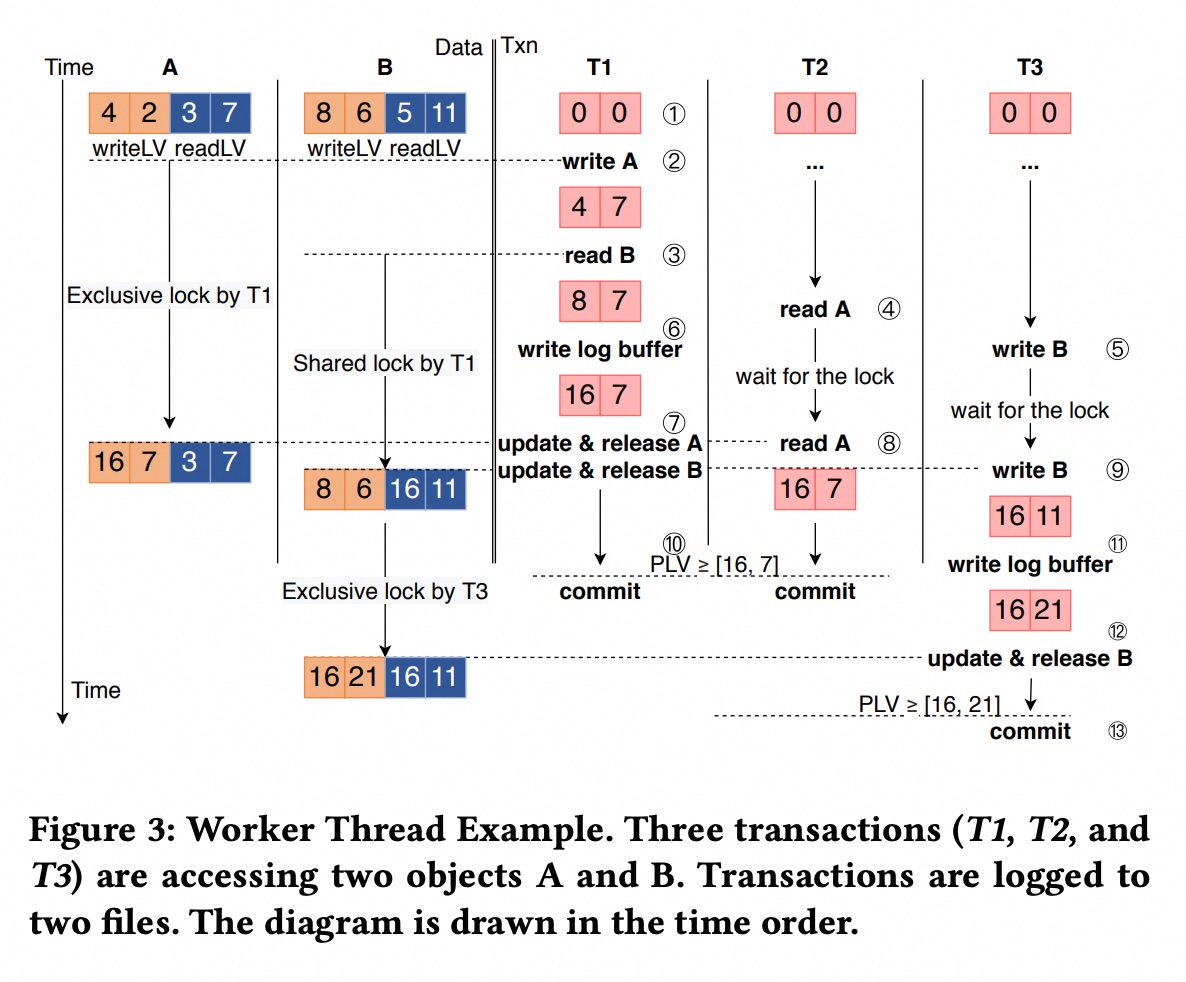 Data Txn
Time A B T1 T2 T3
4 2 3 7 8 6 5 11 0 0 ① 0 0 0 0
writeLV readLV writeLV readLV
write A ② ... ...
4 7
read B ③
Exclusive lock by T1 8 7 read A ④
⑥
Shared lock by T1 write log buffer write B ⑤
wait for the lock
16 7
wait for the lock
⑦
update & release A read A ⑧
16 7 3 7
update & release B write B ⑨
8 6 16 11 16 7
16 11
⑩ ⑪
PLV ≥ [16, 7] write log buffer
Exclusive lock by T3 commit commit
16 21
⑫
update & release B
16 21 16 11
Time
PLV ≥ [16, 21]
commit ⑬
Figure 3: Worker Thread Example. Three transactions (T1, T2, and
T3) are accessing two objects A and B. Transactions are logged to
two files. The diagram is drawn in the time order.